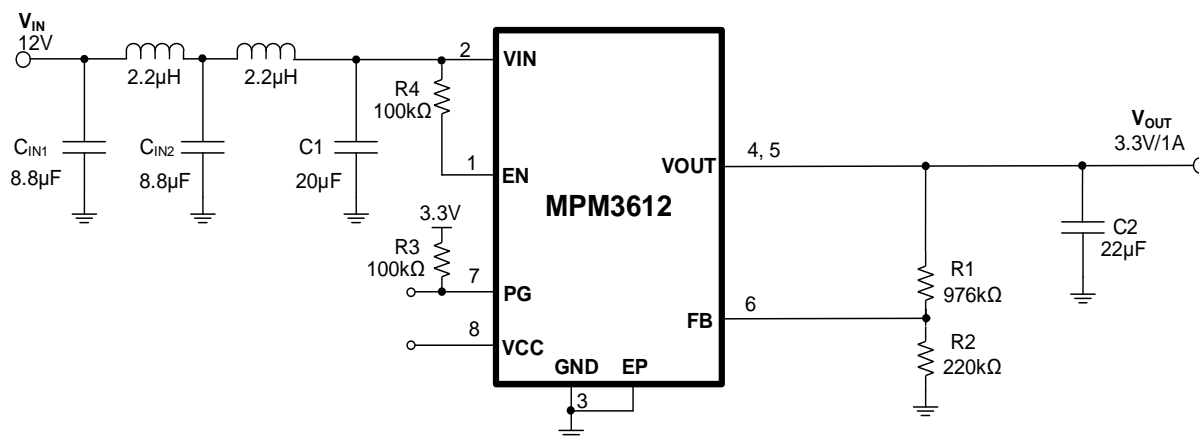 VIN
12V
2.2µH
2.2µH
CIN1
8.8µF
CIN2
8.8µF
C1
20µF
R4
100kΩ
2
VIN
1
EN
3.3V
R3
100kΩ
7
PG
8
VCC
MPM3612
GND
EP
3
VOUT
4, 5
FB
6
R1
976kΩ
R2
220kΩ
C2
22µF
VOUT
3.3V/1A